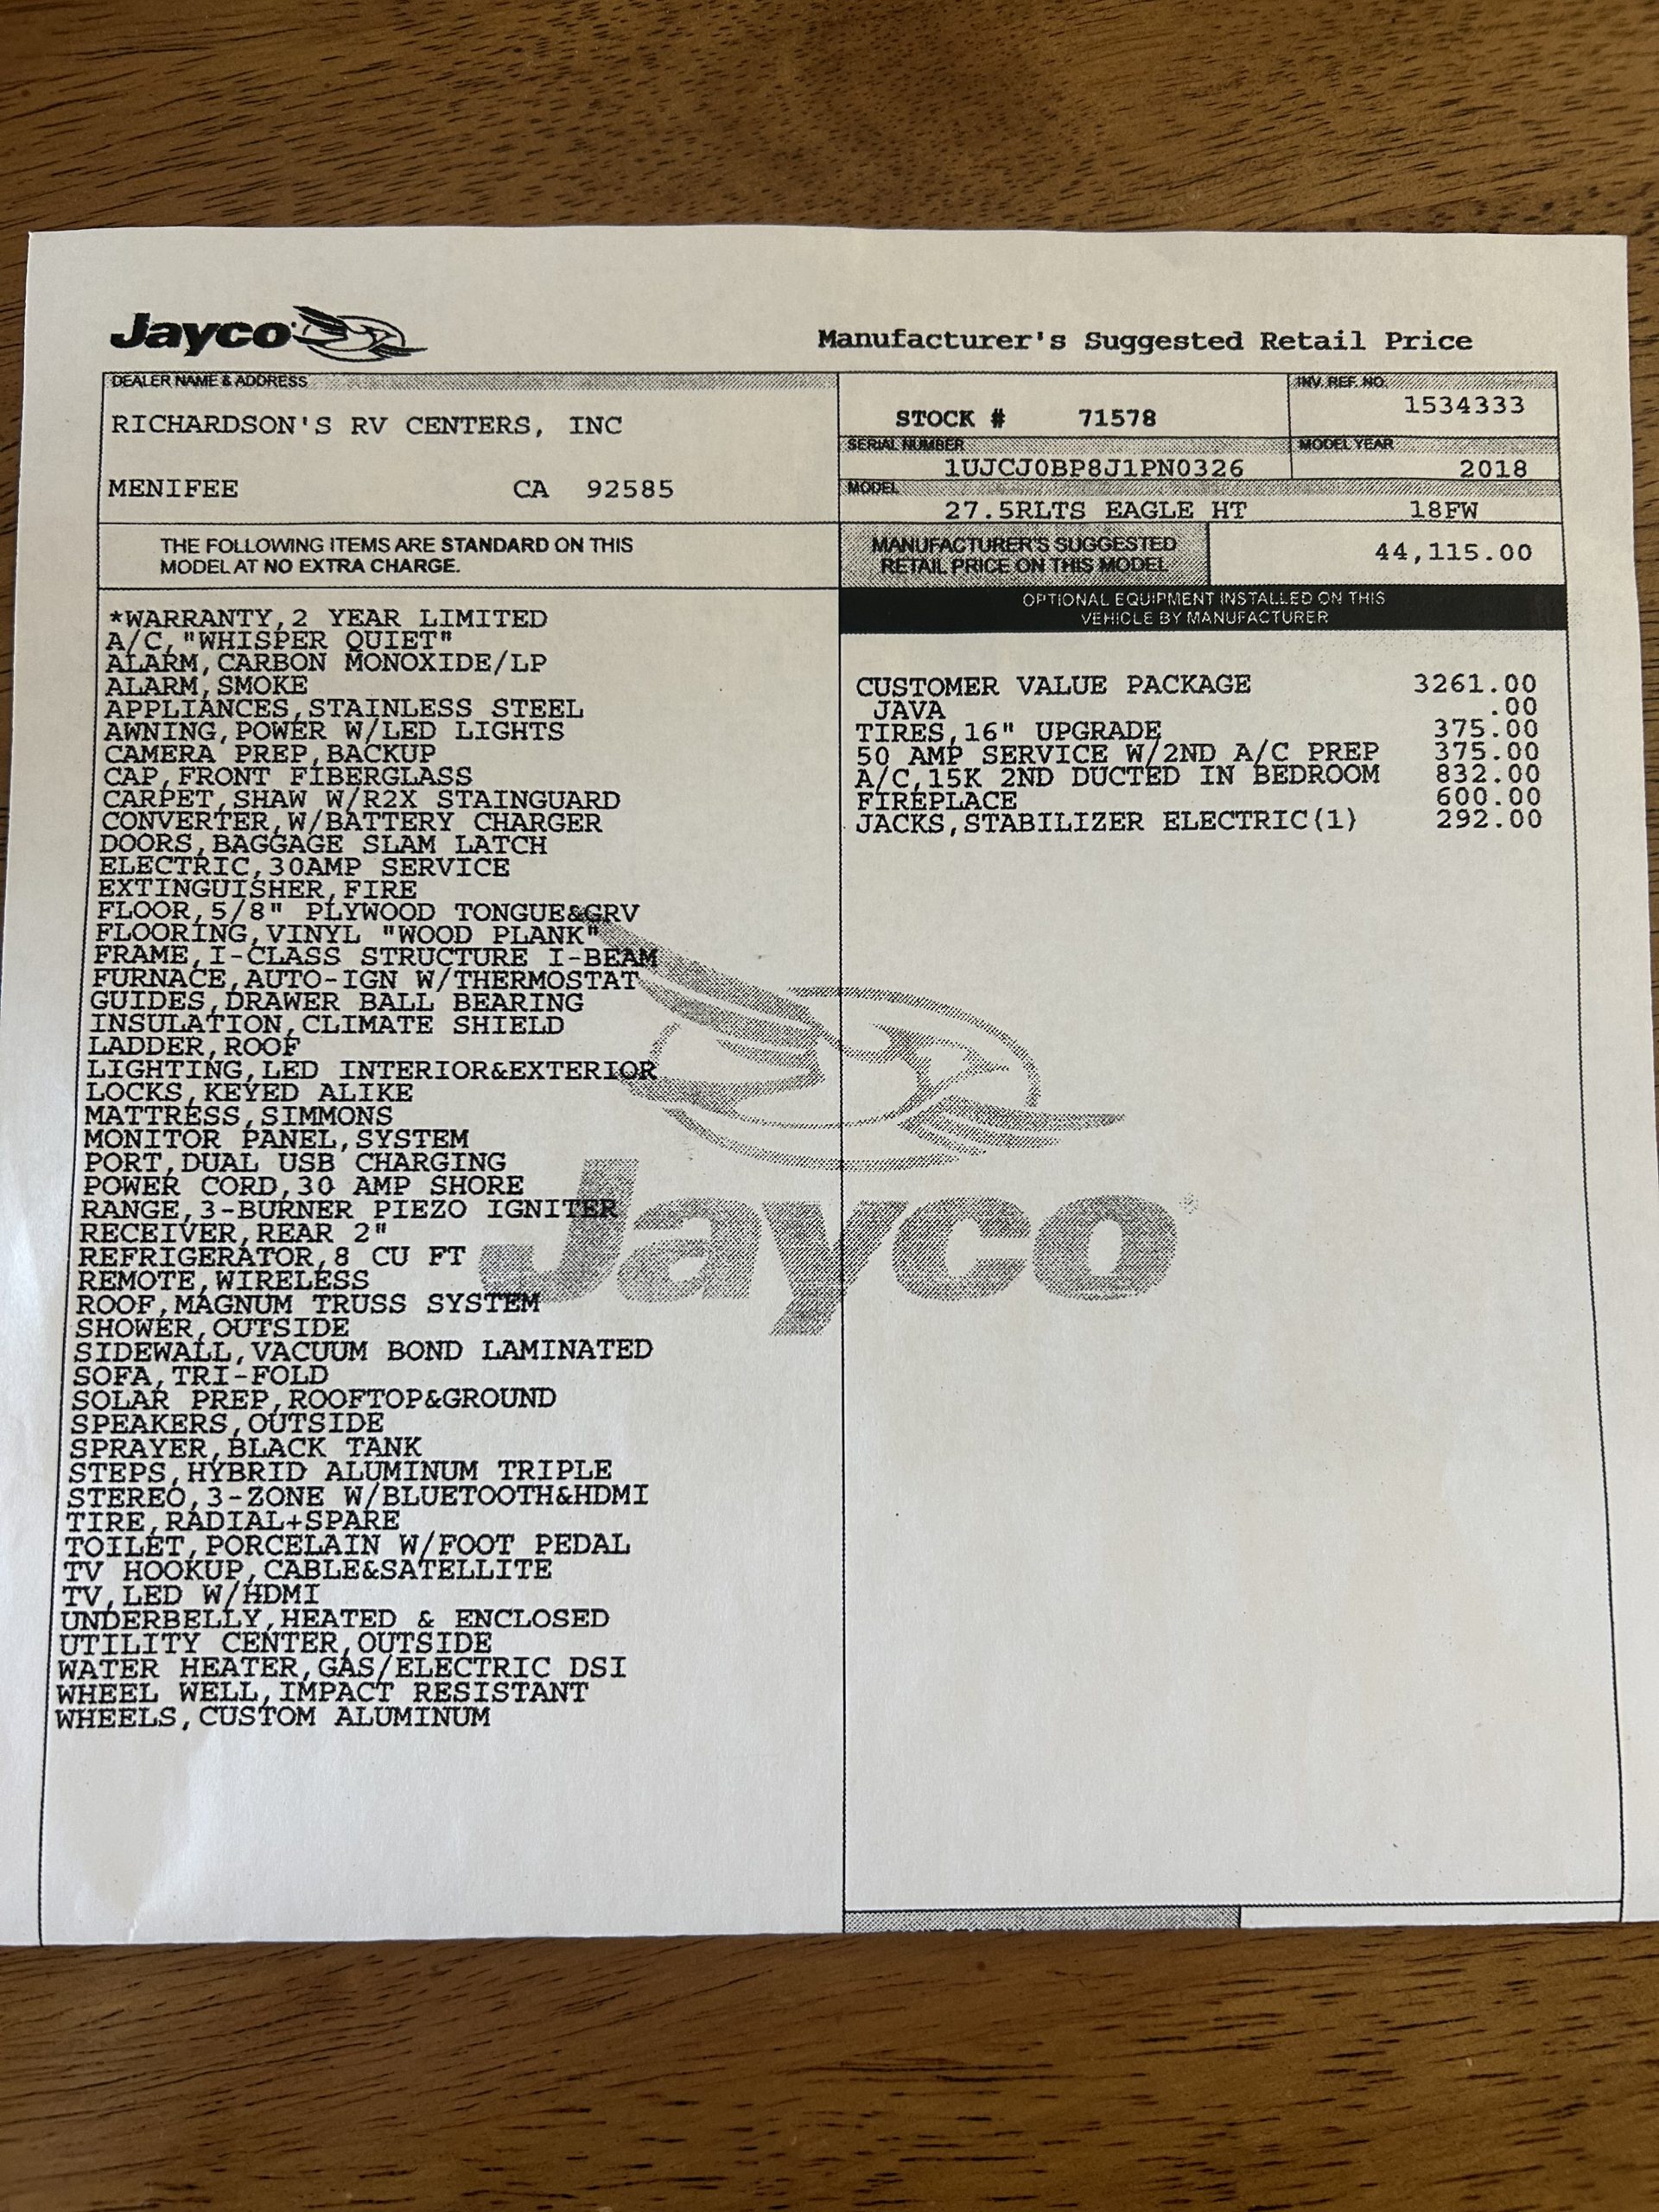 Jayco
Manufacturer's Suggested Retail Price
DEALER NAME & ADDRESS
RICHARDSON'S RV CENTERS, INC
MENIFEE CA 92585
STOCK # 71578
INV. REF. NO.
1534333
SERIAL NUMBER
1UJCJ0BP8J1PN0326
MODEL YEAR
2018
MODEL
27.5RLTS EAGLE HT 18FW
THE FOLLOWING ITEMS ARE STANDARD ON THIS
MODEL AT NO EXTRA CHARGE.
MANUFACTURER'S SUGGESTED
RETAIL PRICE ON THIS MODEL
44,115.00
*WARRANTY,2 YEAR LIMITED
A/C,"WHISPER QUIET"
ALARM,CARBON MONOXIDE/LP
ALARM,SMOKE
APPLIANCES,STAINLESS STEEL
AWNING,POWER W/LED LIGHTS
CAMERA PREP,BACKUP
CAP,FRONT FIBERGLASS
CARPET,SHAW W/R2X STAINGUARD
CONVERTER,W/BATTERY CHARGER
DOORS,BAGGAGE SLAM LATCH
ELECTRIC,30AMP SERVICE
EXTINGUISHER,FIRE
FLOOR,5/8" PLYWOOD TONGUE&GRV
FLOORING,VINYL "WOOD PLANK"
FRAME,I-CLASS STRUCTURE I-BEAM
FURNACE,AUTO-IGN W/THERMOSTAT
GUIDES,DRAWER BALL BEARING
INSULATION,CLIMATE SHIELD
LADDER,ROOF
LIGHTING,LED INTERIOR&EXTERIOR
LOCKS,KEYED ALIKE
MATTRESS,SIMMONS
MONITOR PANEL,SYSTEM
PORT,DUAL USB CHARGING
POWER CORD,30 AMP SHORE
RANGE,3-BURNER PIEZO IGNITER
RECEIVER,REAR 2"
REFRIGERATOR,8 CU FT
REMOTE,WIRELESS
ROOF,MAGNUM TRUSS SYSTEM
SHOWER,OUTSIDE
SIDEWALL,VACUUM BOND LAMINATED
SOFA,TRI-FOLD
SOLAR PREP,ROOFTOP&GROUND
SPEAKERS,OUTSIDE
SPRAYER,BLACK TANK
STEPS,HYBRID ALUMINUM TRIPLE
STEREO,3-ZONE W/BLUETOOTH&HDMI
TIRE,RADIAL+SPARE
TOILET,PORCELAIN W/FOOT PEDAL
TV HOOKUP,CABLE&SATELLITE
TV,LED W/HDMI
UNDERBELLY,HEATED & ENCLOSED
UTILITY CENTER,OUTSIDE
WATER HEATER,GAS/ELECTRIC DSI
WHEEL WELL,IMPACT RESISTANT
WHEELS,CUSTOM ALUMINUM
OPTIONAL EQUIPMENT INSTALLED ON THIS
VEHICLE BY MANUFACTURER
CUSTOMER VALUE PACKAGE 3261.00
JAVA .00
TIRES,16" UPGRADE 375.00
50 AMP SERVICE W/2ND A/C PREP 375.00
A/C,15K 2ND DUCTED IN BEDROOM 832.00
FIREPLACE 600.00
JACKS,STABILIZER ELECTRIC(1) 292.00
Jayco